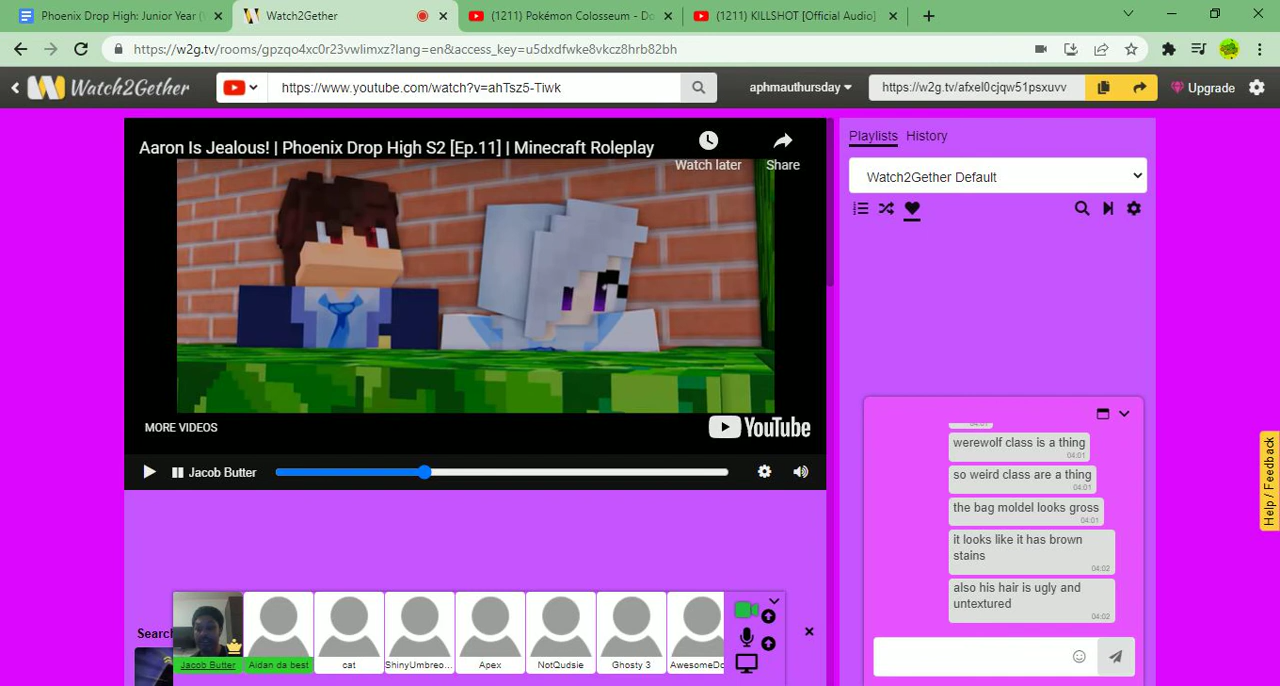 Phoenix Drop High: Junior Year (
Watch2Gether
(1211) Pokémon Colosseum - Do
(1211) KILLSHOT [Official Audio]
https://w2g.tv/rooms/gpzqo4xc0r23vwlimxz?lang=en&access_key=u5dxdfwke8vkcz8hrb82bh
Watch2Gether
https://www.youtube.com/watch?v=ahTsz5-Tiwk
aphmauthursday
https://w2g.tv/afxel0cjqw51psxuvv
Upgrade
Aaron Is Jealous! | Phoenix Drop High S2 [Ep.11] | Minecraft Roleplay
Watch later
Share
MORE VIDEOS
YouTube
Jacob Butter
Playlists History
Watch2Gether Default
04:01
werewolf class is a thing
04:01
so weird class are a thing
04:01
the bag moldel looks gross
04:01
it looks like it has brown
stains
04:02
also his hair is ugly and
untextured
04:02
Help / Feedback
Search
Jacob Butter
Aidan da best
cat
ShinyUmbreo...
Apex
NotQudsie
Ghosty 3
AwesomeDo